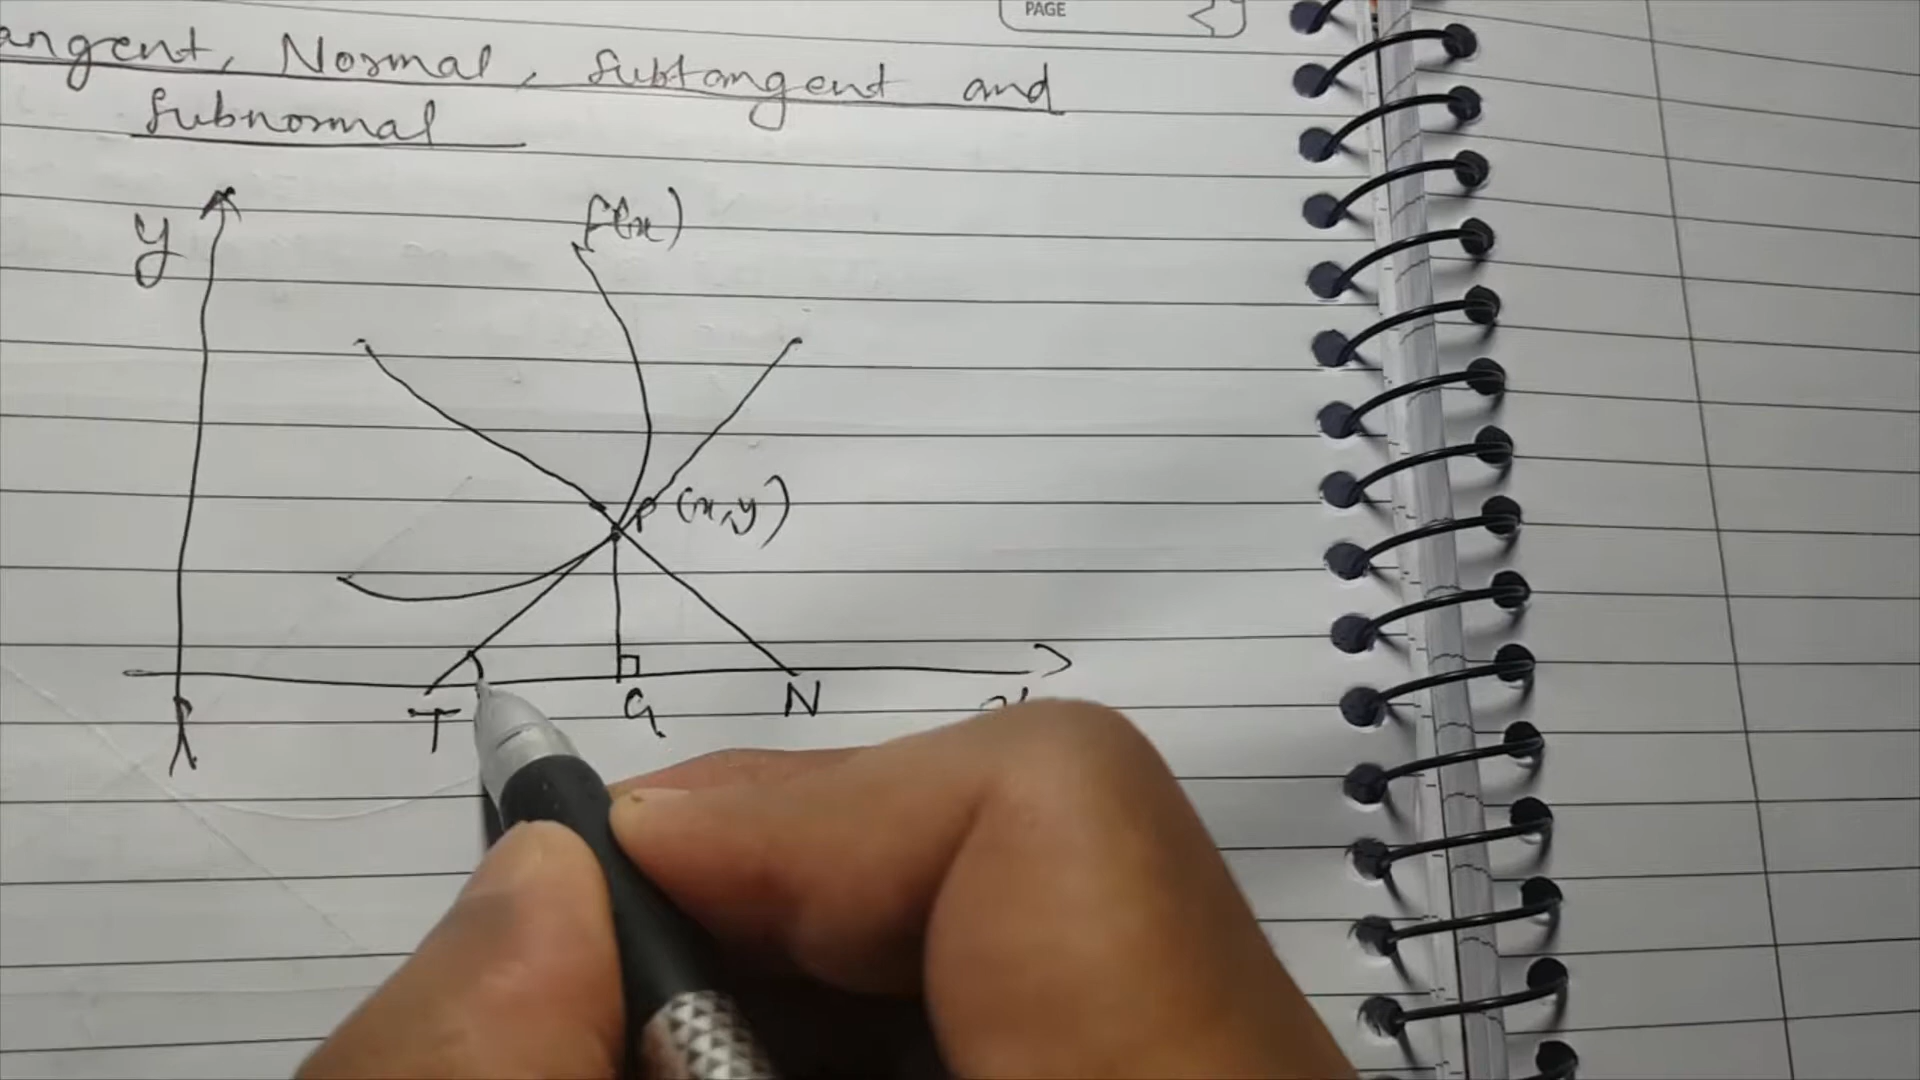 PAGE
angent, Normal, Subtangent and
Subnormal
y
f(x)
P (x,y)
T G N